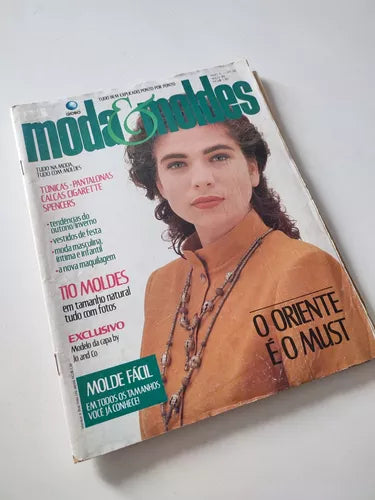 TUDO BEM EXPLICADO, PONTO POR PONTO
GLOBO
moda&moldes
TUDO NA MODA,
TUDO COM MOLDES
TÚNICAS • PANTALONAS
CALÇAS CIGARETTE
SPENCERS
• tendências do
outono/inverno
• vestidos de festa
• moda masculina,
íntima e infantil
• a nova maquilagem
110 MOLDES
em tamanho natural
tudo com fotos
EXCLUSIVO
Modelo da capa by
Jo and Co.
MOLDE FÁCIL
EM TODOS OS TAMANHOS
VOCÊ JÁ CONHECE!
O ORIENTE
É O MUST